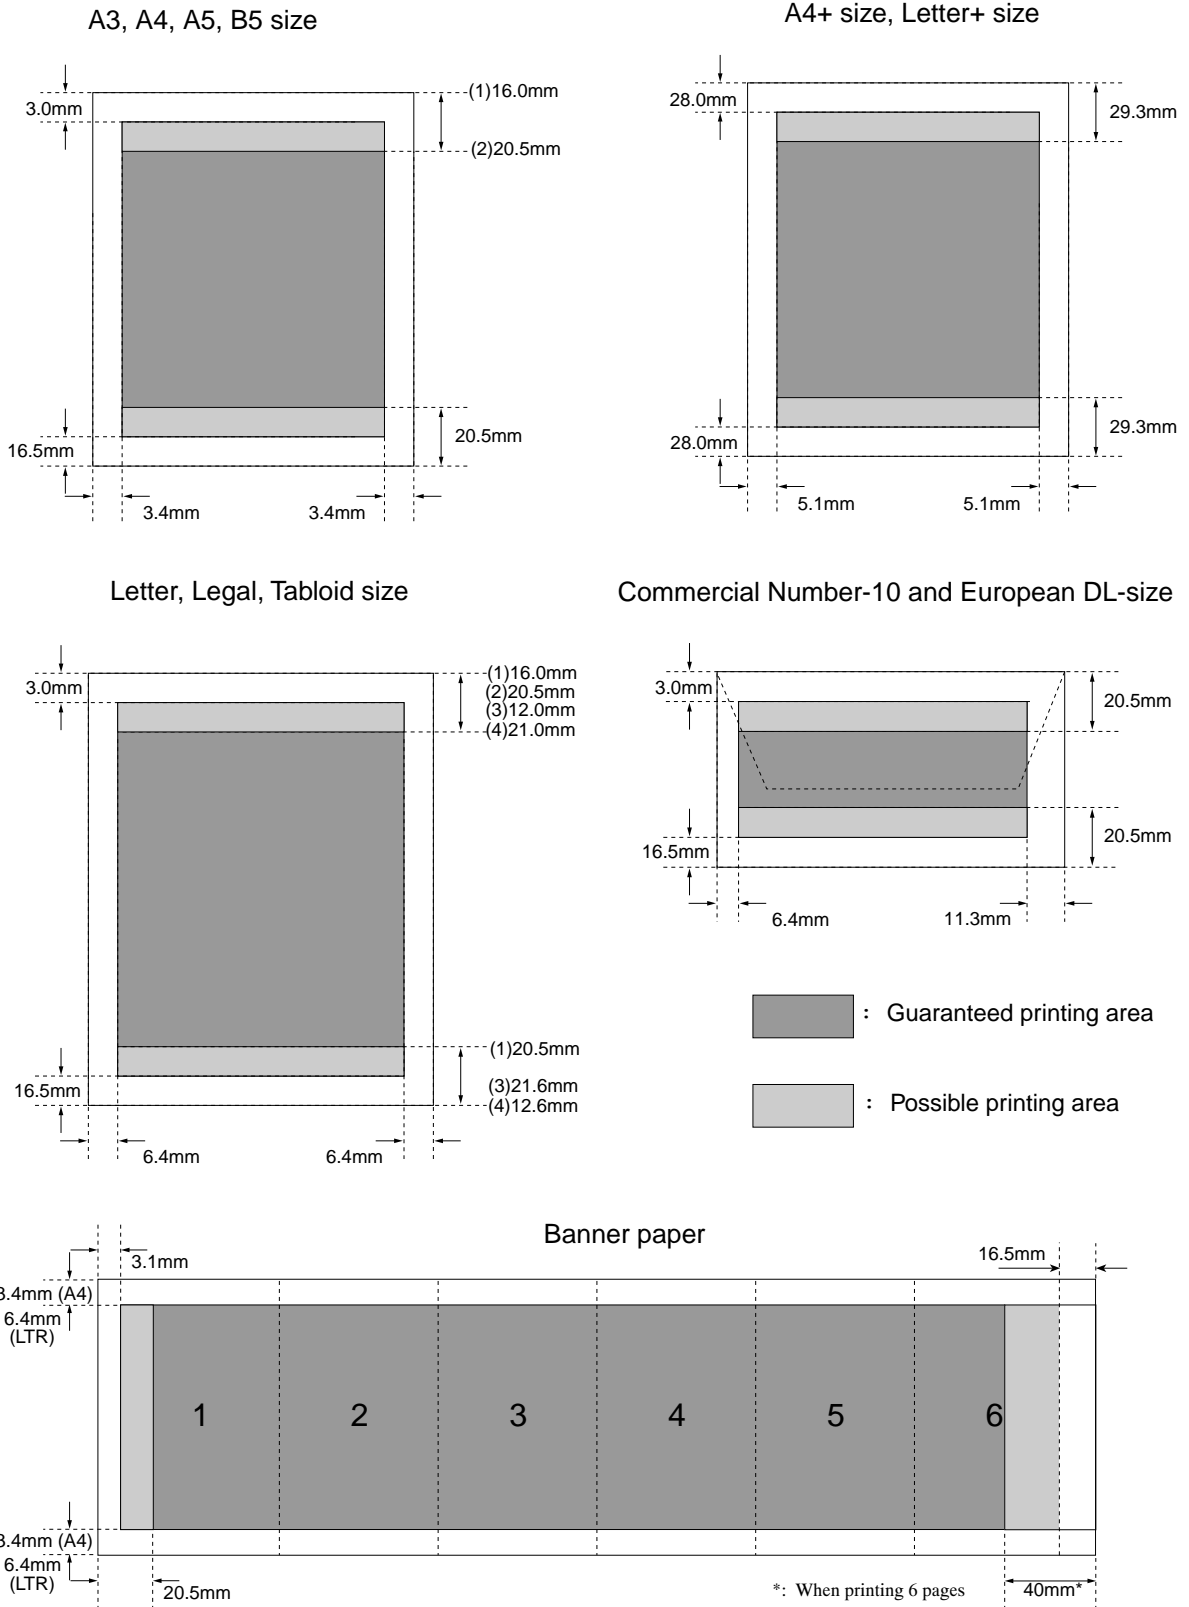 A3, A4, A5, B5 size
3.0mm
(1)16.0mm
(2)20.5mm
16.5mm
20.5mm
3.4mm
3.4mm
A4+ size, Letter+ size
28.0mm
29.3mm
28.0mm
29.3mm
5.1mm
5.1mm
Letter, Legal, Tabloid size
3.0mm
(1)16.0mm
(2)20.5mm
(3)12.0mm
(4)21.0mm
16.5mm
(1)20.5mm
(3)21.6mm
(4)12.6mm
6.4mm
6.4mm
Commercial Number-10 and European DL-size
3.0mm
20.5mm
16.5mm
20.5mm
6.4mm
11.3mm
: Guaranteed printing area
: Possible printing area
Banner paper
3.1mm
16.5mm
3.4mm (A4)
6.4mm
(LTR)
1 2 3 4 5 6
3.4mm (A4)
6.4mm
(LTR)
20.5mm
*: When printing 6 pages
40mm*